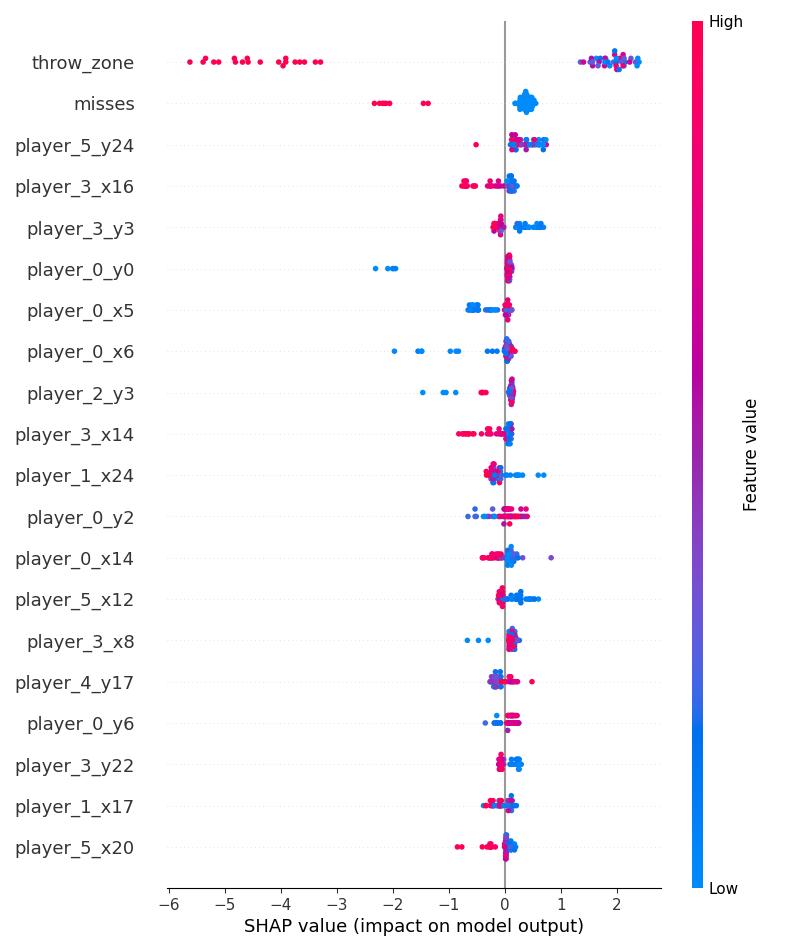 High
throw_zone
misses
player_5_y24
player_3_x16
player_3_y3
player_0_y0
player_0_x5
player_0_x6
player_2_y3
player_3_x14
player_1_x24
player_0_y2
player_0_x14
player_5_x12
player_3_x8
player_4_y17
player_0_y6
player_3_y22
player_1_x17
player_5_x20
Feature value
Low
−6 −5 −4 −3 −2 −1 0 1 2
SHAP value (impact on model output)